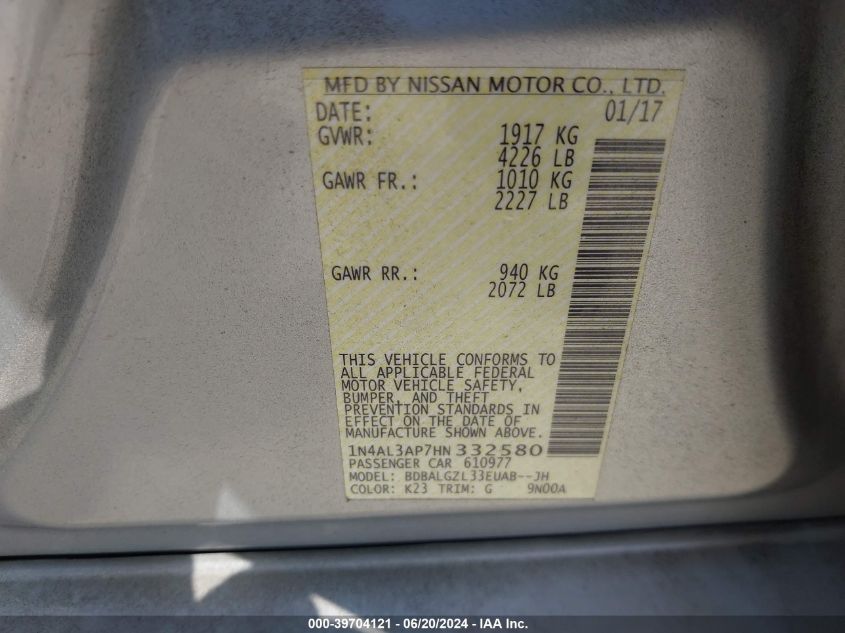 MFD BY NISSAN MOTOR CO., LTD.
DATE: 01/17
GVWR: 1917 KG
4226 LB
GAWR FR.: 1010 KG
2227 LB
GAWR RR.: 940 KG
2072 LB
THIS VEHICLE CONFORMS TO
ALL APPLICABLE FEDERAL
MOTOR VEHICLE SAFETY,
BUMPER, AND THEFT
PREVENTION STANDARDS IN
EFFECT ON THE DATE OF
MANUFACTURE SHOWN ABOVE.
1N4AL3AP7HN 332580
PASSENGER CAR 610977
MODEL: BDBALGZL33EUAB--JH
COLOR: K23 TRIM: G 9N00A
000-39704121 - 06/20/2024 - IAA Inc.